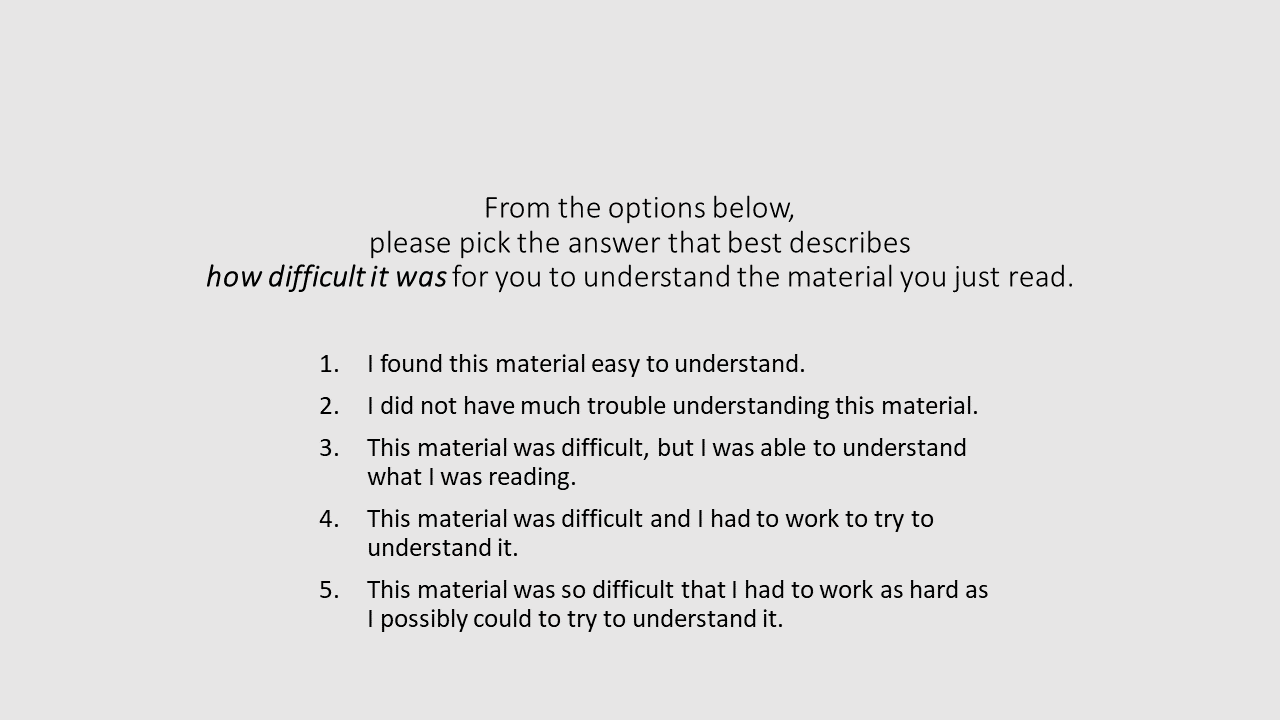 From the options below,
please pick the answer that best describes
how difficult it was for you to understand the material you just read.
1. I found this material easy to understand.
2. I did not have much trouble understanding this material.
3. This material was difficult, but I was able to understand
what I was reading.
4. This material was difficult and I had to work to try to
understand it.
5. This material was so difficult that I had to work as hard as
I possibly could to try to understand it.